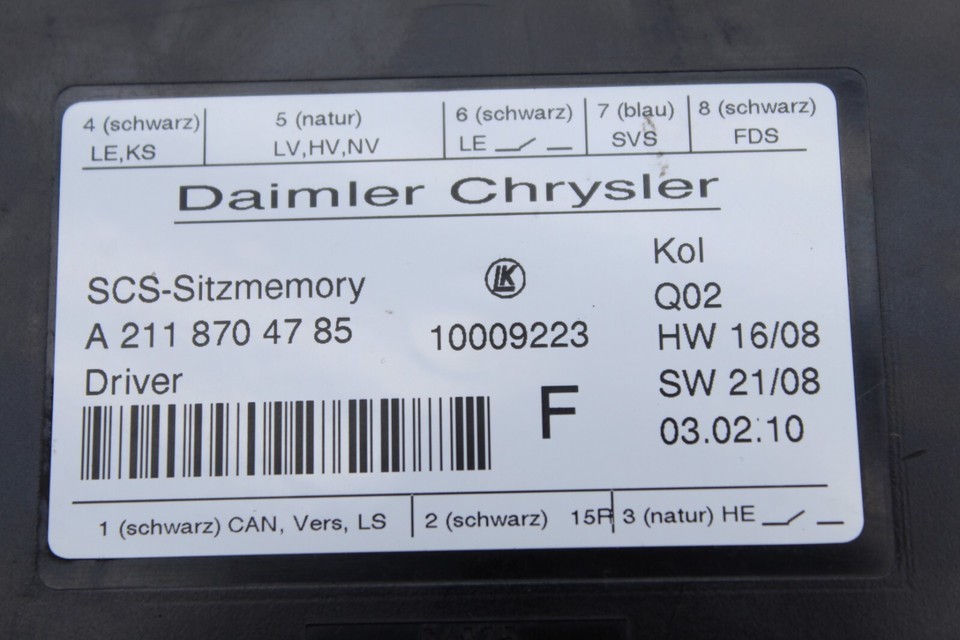 4 (schwarz) 5 (natur) 6 (schwarz) 7 (blau) 8 (schwarz)
LE,KS LV,HV,NV LE SVS FDS
Daimler Chrysler
SCS-Sitzmemory LK Kol
Q02
A 211 870 47 85 10009223 HW 16/08
Driver F SW 21/08
03.02.10
1 (schwarz) CAN, Vers, LS 2 (schwarz) 15R 3 (natur) HE